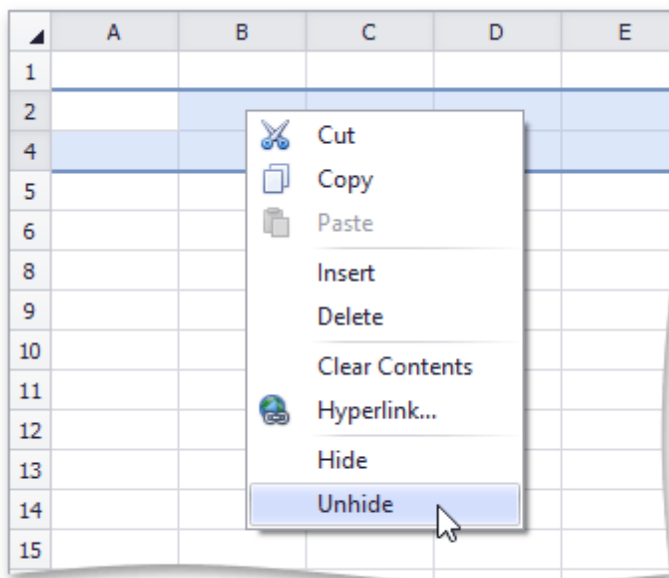 A B C D E
1
2
4
5
6
8
9
10
11
12
13
14
15
Cut
Copy
Paste
Insert
Delete
Clear Contents
Hyperlink...
Hide
Unhide